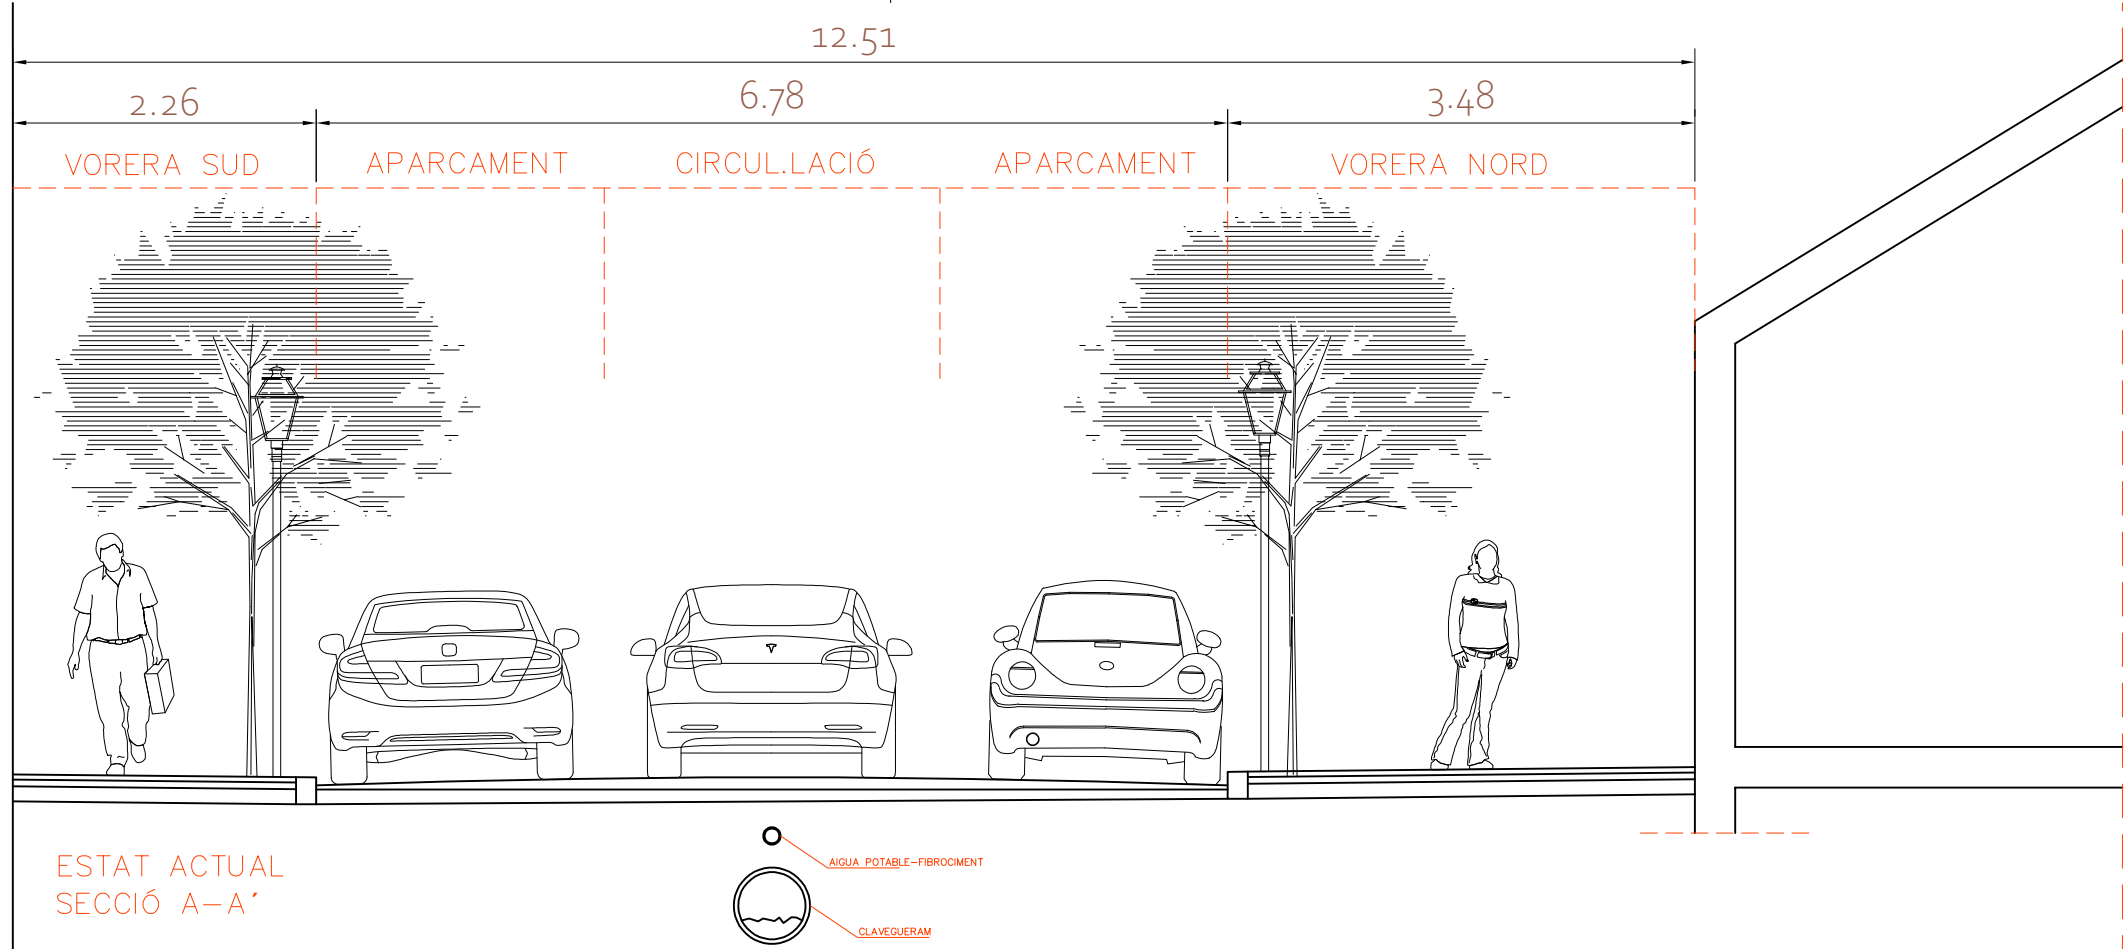 12.51
2.26 6.78 3.48
VORERA SUD APARCAMENT CIRCUL.LACIÓ APARCAMENT VORERA NORD
AIGUA POTABLE-FIBROCIMENT
ESTAT ACTUAL
SECCIÓ A-A'
CLAVEGUERAM